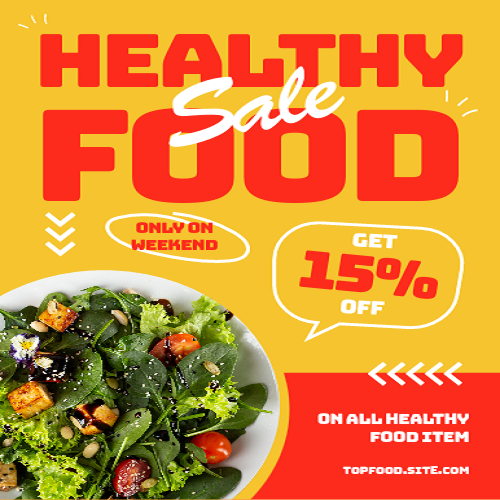 HEALTHY
Sale
FOOD
ONLY ON
WEEKEND
GET
15%
OFF
ON ALL HEALTHY
FOOD ITEM
TOPFOOD.SITE.COM